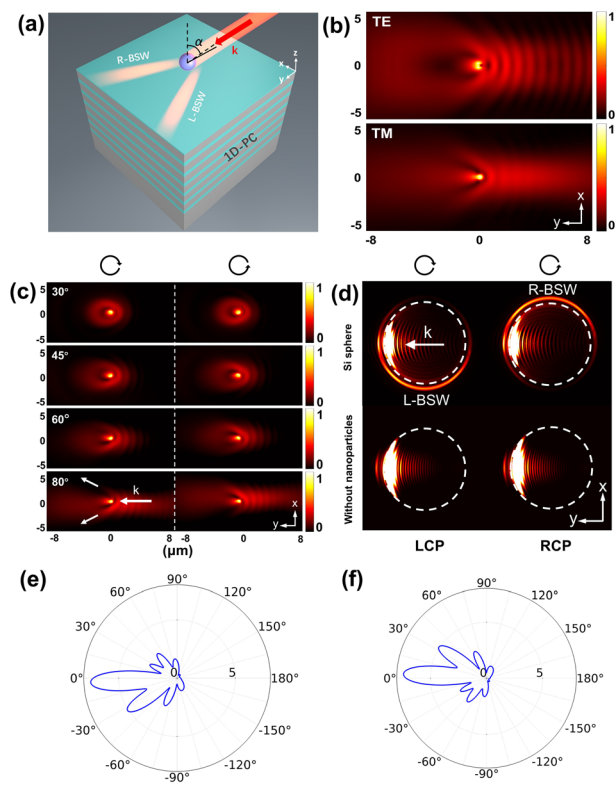 (a)
α
k
R-BSW
L-BSW
1D-PC
z
x
y
(b)
TE
5
0
-5
1
0
TM
5
0
-5
-8
0
8
1
0
x
y
(c)
30°
5
0
-5
1
0
45°
5
0
-5
1
0
60°
5
0
-5
1
0
80°
5
0
-5
1
0
k
x
y
-8
0
8
-8
0
8
(μm)
(d)
Si sphere
Without nanoparticles
k
L-BSW
R-BSW
x
y
LCP
RCP
(e)
90°
60°
120°
30°
150°
0°
0
5
180°
-30°
-150°
-60°
-120°
-90°
(f)
90°
60°
120°
30°
150°
0°
0
5
180°
-30°
-150°
-60°
-120°
-90°